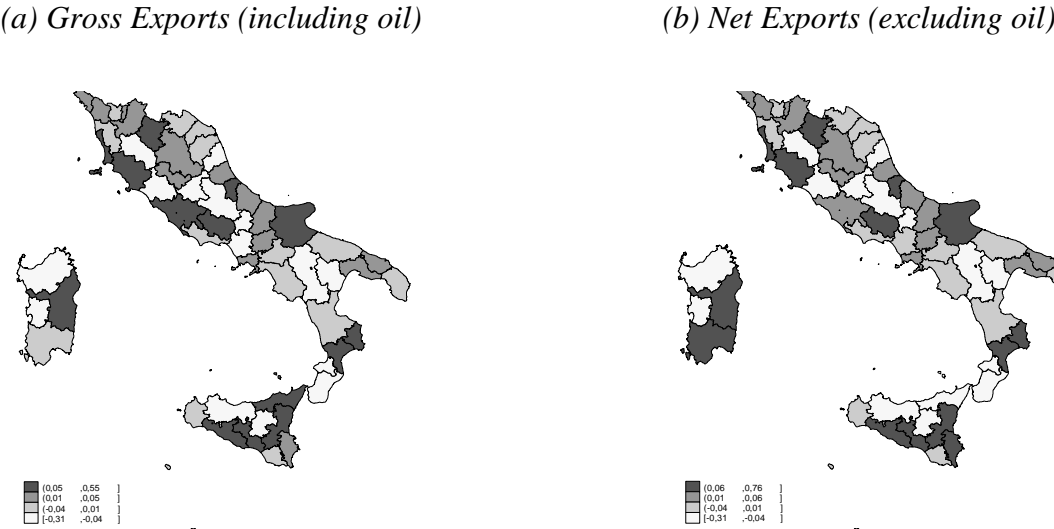 (a) Gross Exports (including oil)
(b) Net Exports (excluding oil)
(0,05 ,0,55 ]
(0,01 ,0,05 ]
(-0,04 ,0,01 ]
[-0,31 ,-0,04 ]
(0,06 ,0,76 ]
(0,01 ,0,06 ]
(-0,04 ,0,01 ]
[-0,31 ,-0,04 ]